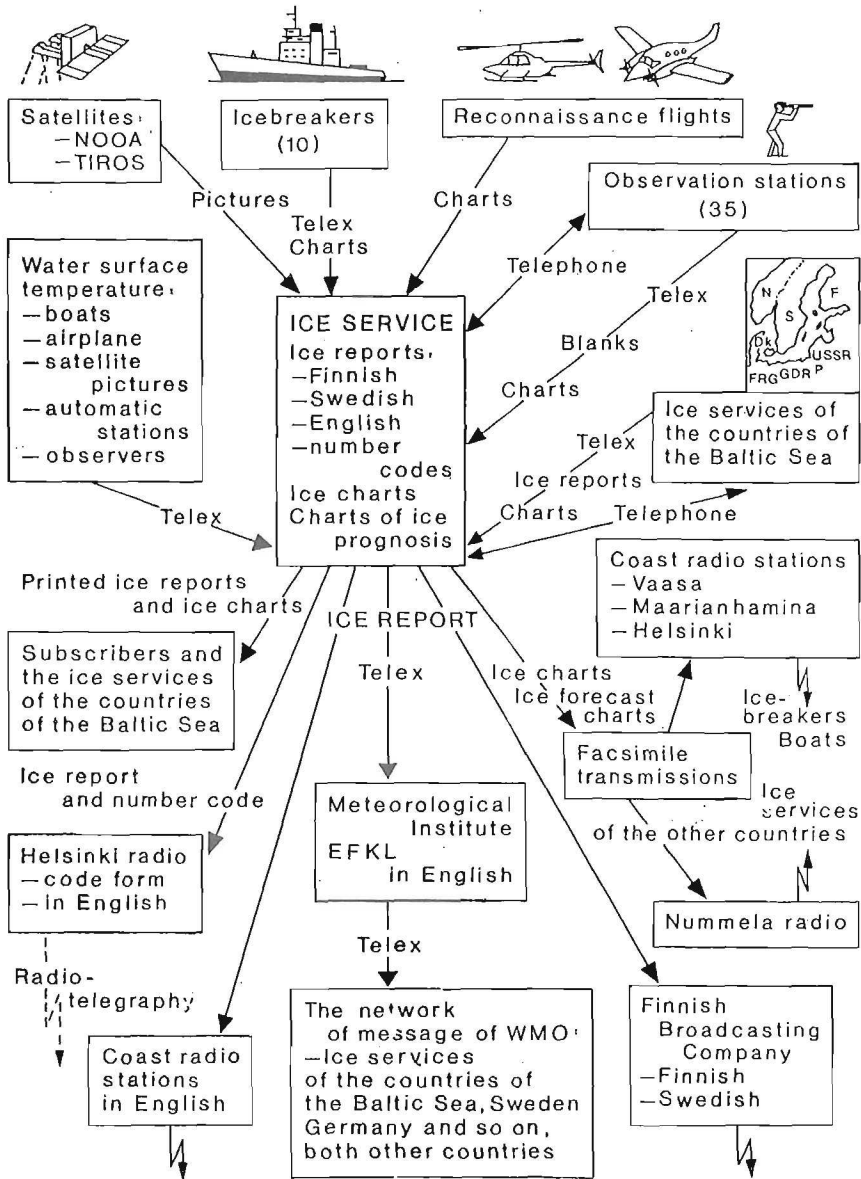 Satellites:
–NOOA
–TIROS
Icebreakers
(10)
Reconnaissance flights
Observation stations
(35)
Pictures
Telex
Charts
Charts
Telephone
Telex
Blanks
Charts
Water surface
temperature:
–boats
–airplane
–satellite
pictures
–automatic
stations
–observers
Telex
ICE SERVICE
Ice reports:
–Finnish
–Swedish
–English
–number
codes
Ice charts
Charts of ice
prognosis
N
F
S
Dk
USSR
FRG GDR P
Ice services of
the countries of
the Baltic Sea
Telex
Ice reports
Charts
Telephone
Printed ice reports
and ice charts
Subscribers and
the ice services
of the countries
of the Baltic Sea
ICE REPORT
Telex
Ice charts
Ice forecast
charts
Coast radio stations
–Vaasa
–Maarianhamina
–Helsinki
Ice-
breakers
Boats
Facsimile
transmissions
Ice
services
of the other countries
Nummela radio
Ice report
and number code
Helsinki radio
–code form
–in English
Radio-
telegraphy
Meteorological
Institute
EFKL
in English
Telex
Coast radio
stations
in English
The network
of message of WMO:
–Ice services
of the countries of
the Baltic Sea, Sweden
Germany and so on,
both other countries
Finnish
Broadcasting
Company
–Finnish
–Swedish